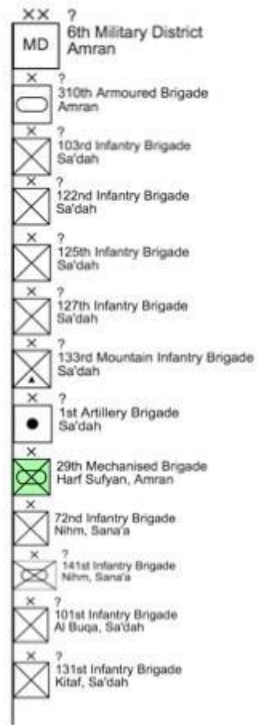 XX ?
MD
6th Military District
Amran
X ?
310th Armoured Brigade
Amran
X ?
103rd Infantry Brigade
Sa'dah
X ?
122nd Infantry Brigade
Sa'dah
X ?
125th Infantry Brigade
Sa'dah
X ?
127th Infantry Brigade
Sa'dah
X ?
133rd Mountain Infantry Brigade
Sa'dah
X ?
1st Artillery Brigade
Sa'dah
X
29th Mechanised Brigade
Harf Sufyan, Amran
X
72nd Infantry Brigade
Nihm, Sana'a
X ?
141st Infantry Brigade
Nihm, Sana'a
X ?
101st Infantry Brigade
Al Buqa, Sa'dah
X ?
131st Infantry Brigade
Kitaf, Sa'dah